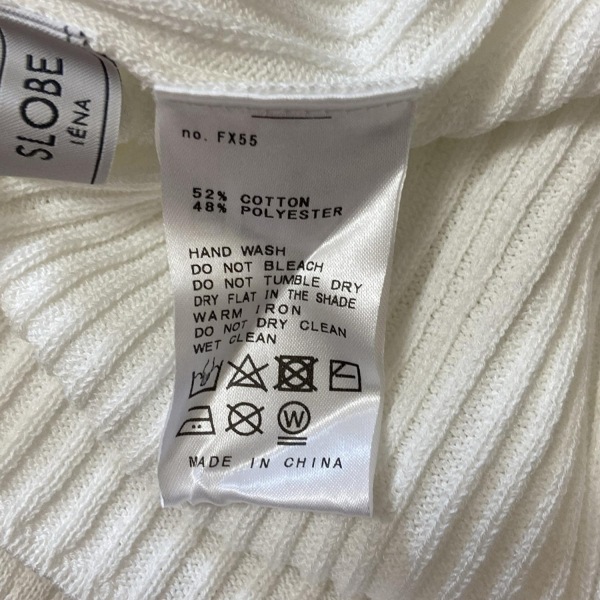 SLOBE
IÉNA
no. FX55
52% COTTON
48% POLYESTER
HAND WASH
DO NOT BLEACH
DO NOT TUMBLE DRY
DRY FLAT IN THE SHADE
WARM IRON
DO NOT DRY CLEAN
WET CLEAN
W
MADE IN CHINA